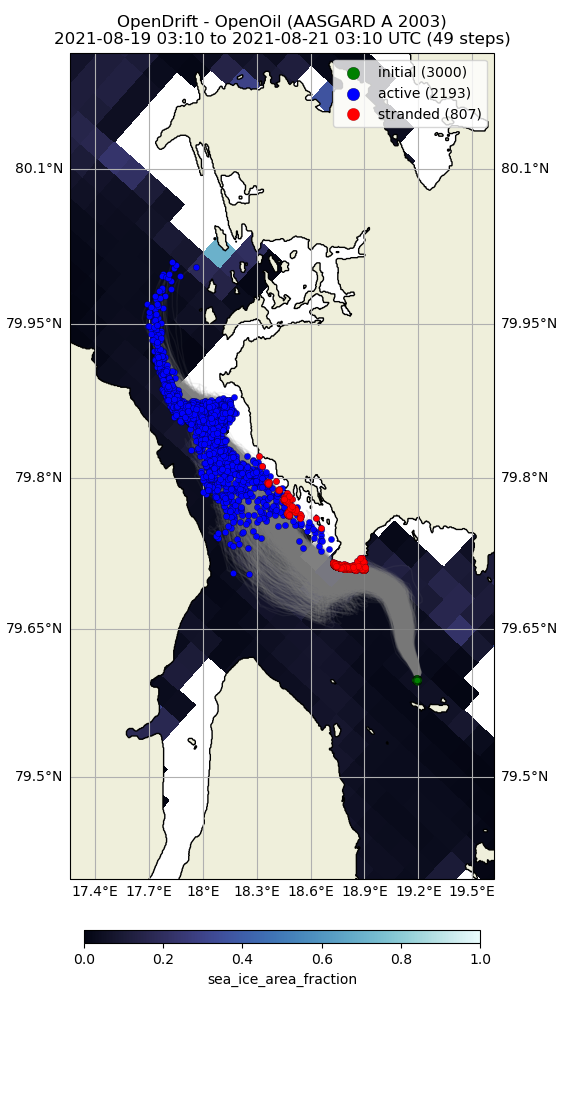 OpenDrift - OpenOil (AASGARD A 2003)
2021-08-19 03:10 to 2021-08-21 03:10 UTC (49 steps)
initial (3000)
active (2193)
stranded (807)
80.1°N 80.1°N
79.95°N 79.95°N
79.8°N 79.8°N
79.65°N 79.65°N
79.5°N 79.5°N
17.4°E 17.7°E 18°E 18.3°E 18.6°E 18.9°E 19.2°E 19.5°E
0.0 0.2 0.4 0.6 0.8 1.0
sea_ice_area_fraction